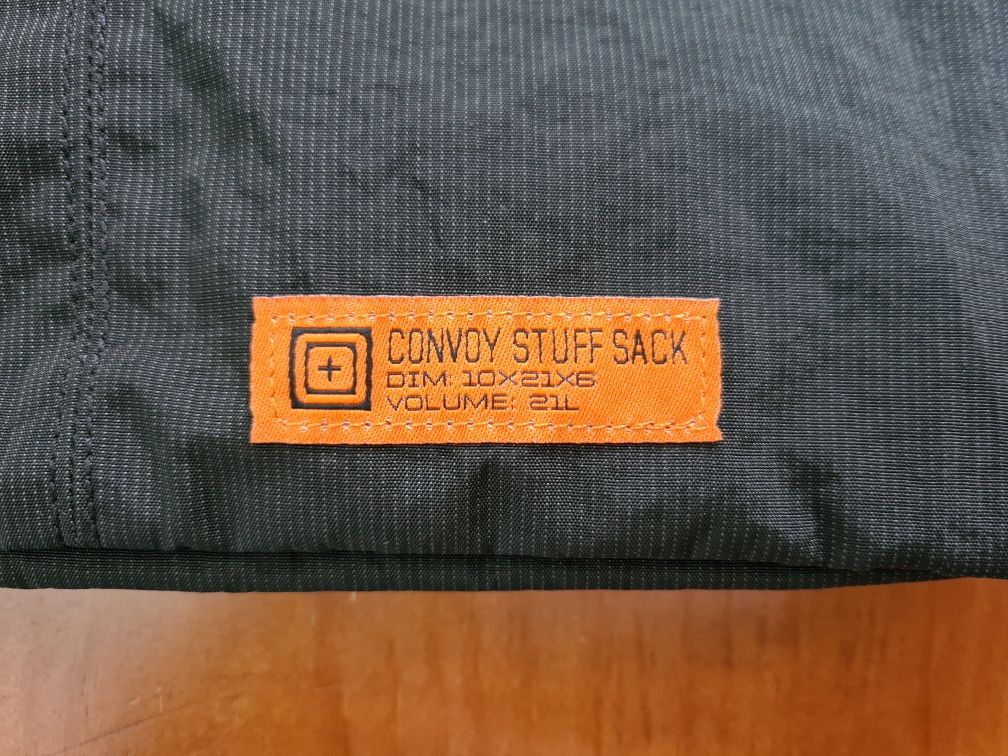 CONVOY STUFF SACK
DIM: 10X21X6
VOLUME: 21L